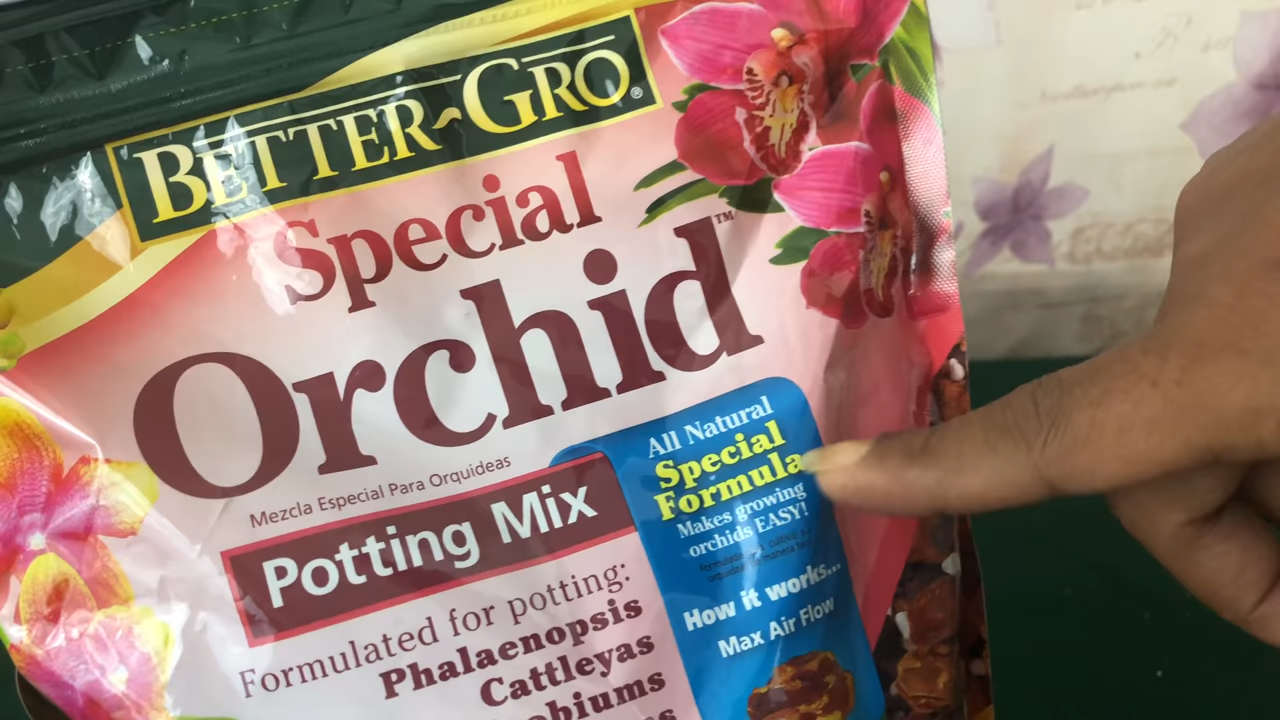 BETTER-GRO®
Special
Orchid™
Mezcla Especial Para Orquideas
Potting Mix
Formulated for potting:
Phalaenopsis
Cattleyas
All Natural
Special
Formula
Makes growing
orchids EASY!
How it works...
Max Air Flow